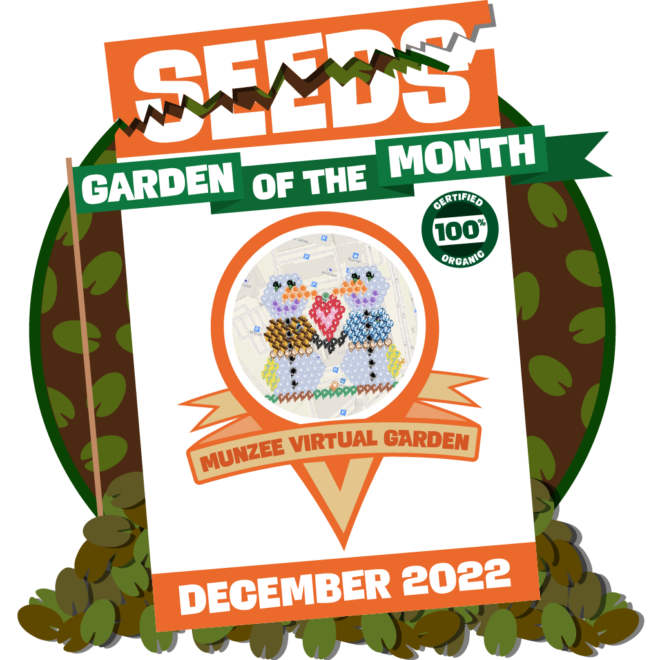 SEEDS
GARDEN OF THE MONTH
CERTIFIED
100%
ORGANIC
MUNZEE VIRTUAL GARDEN
DECEMBER 2022